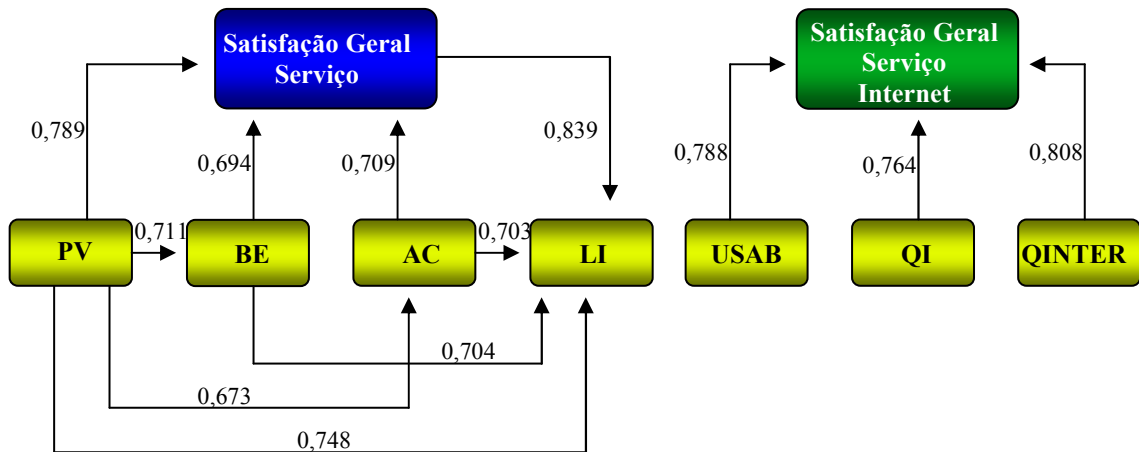 Satisfação Geral
Serviço
Satisfação Geral
Serviço
Internet
0,789
0,694
0,709
0,839
0,788
0,764
0,808
PV
0,711
BE
AC
0,703
LI
USAB
QI
QINTER
0,704
0,673
0,748